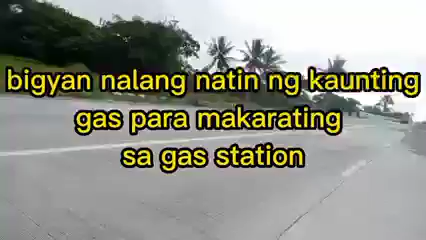 bigyan nalang natin ng kaunting
gas para makarating
sa gas station